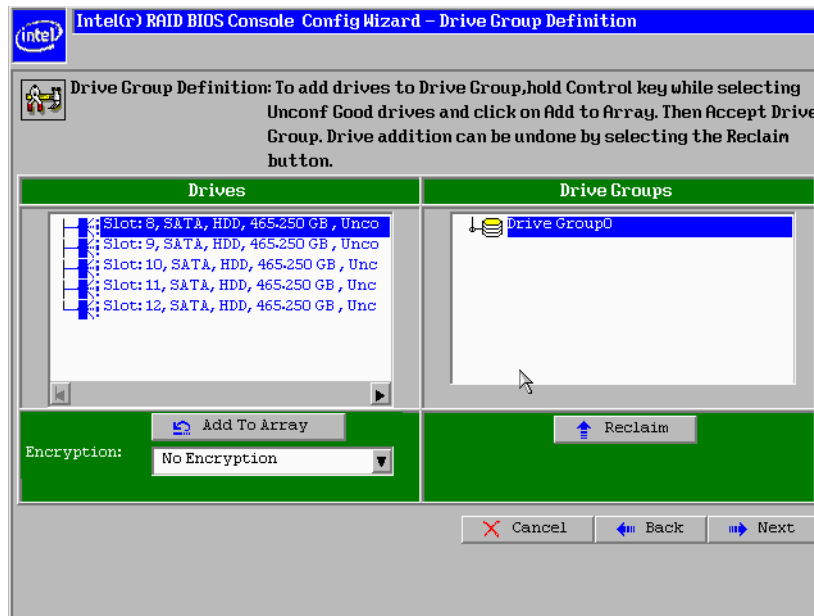 intel
Intel(r) RAID BIOS Console Config Wizard – Drive Group Definition
Drive Group Definition: To add drives to Drive Group,hold Control key while selecting
Unconf Good drives and click on Add to Array. Then Accept Drive
Group. Drive addition can be undone by selecting the Reclaim
button.
Drives
Slot: 8, SATA, HDD, 465.250 GB , Unco
Slot: 9, SATA, HDD, 465.250 GB , Unco
Slot: 10, SATA, HDD, 465.250 GB , Unc
Slot: 11, SATA, HDD, 465.250 GB , Unc
Slot: 12, SATA, HDD, 465.250 GB , Unc
Add To Array
Encryption:
No Encryption
Drive Groups
Drive Group0
Reclaim
Cancel
Back
Next